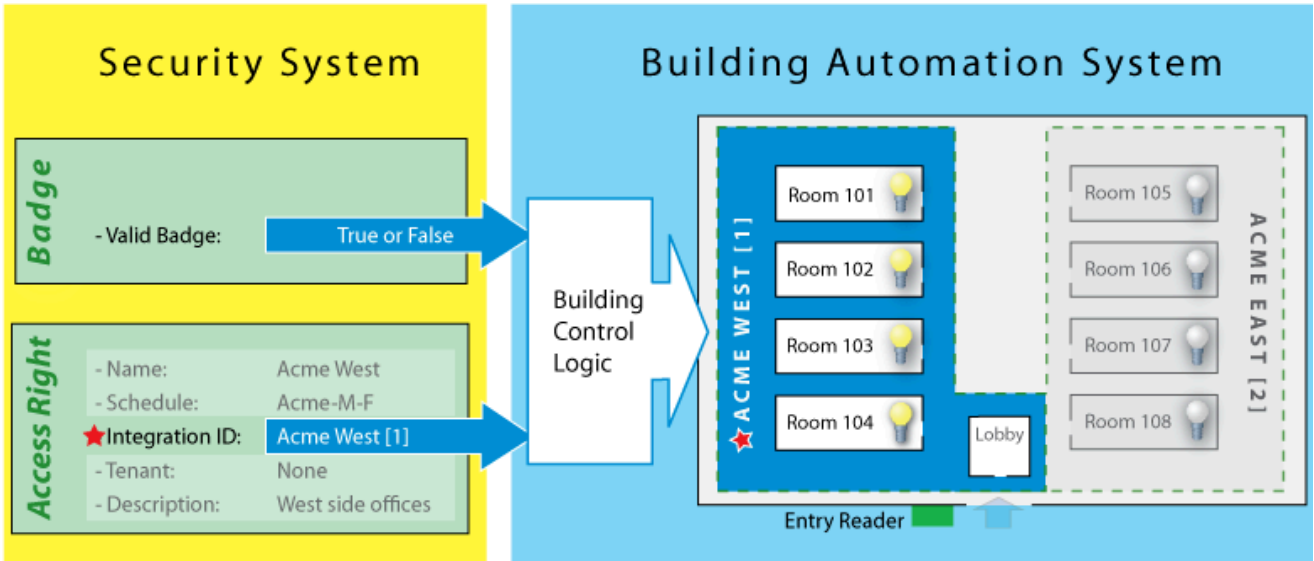 Security System
Badge
- Valid Badge: True or False
Access Right
- Name: Acme West
- Schedule: Acme-M-F
Integration ID: Acme West [1]
- Tenant: None
- Description: West side offices
Building Automation System
Building
Control
Logic
ACME WEST [1]
Room 101
Room 102
Room 103
Room 104
Lobby
Room 105
Room 106
Room 107
Room 108
ACME EAST [2]
Entry Reader